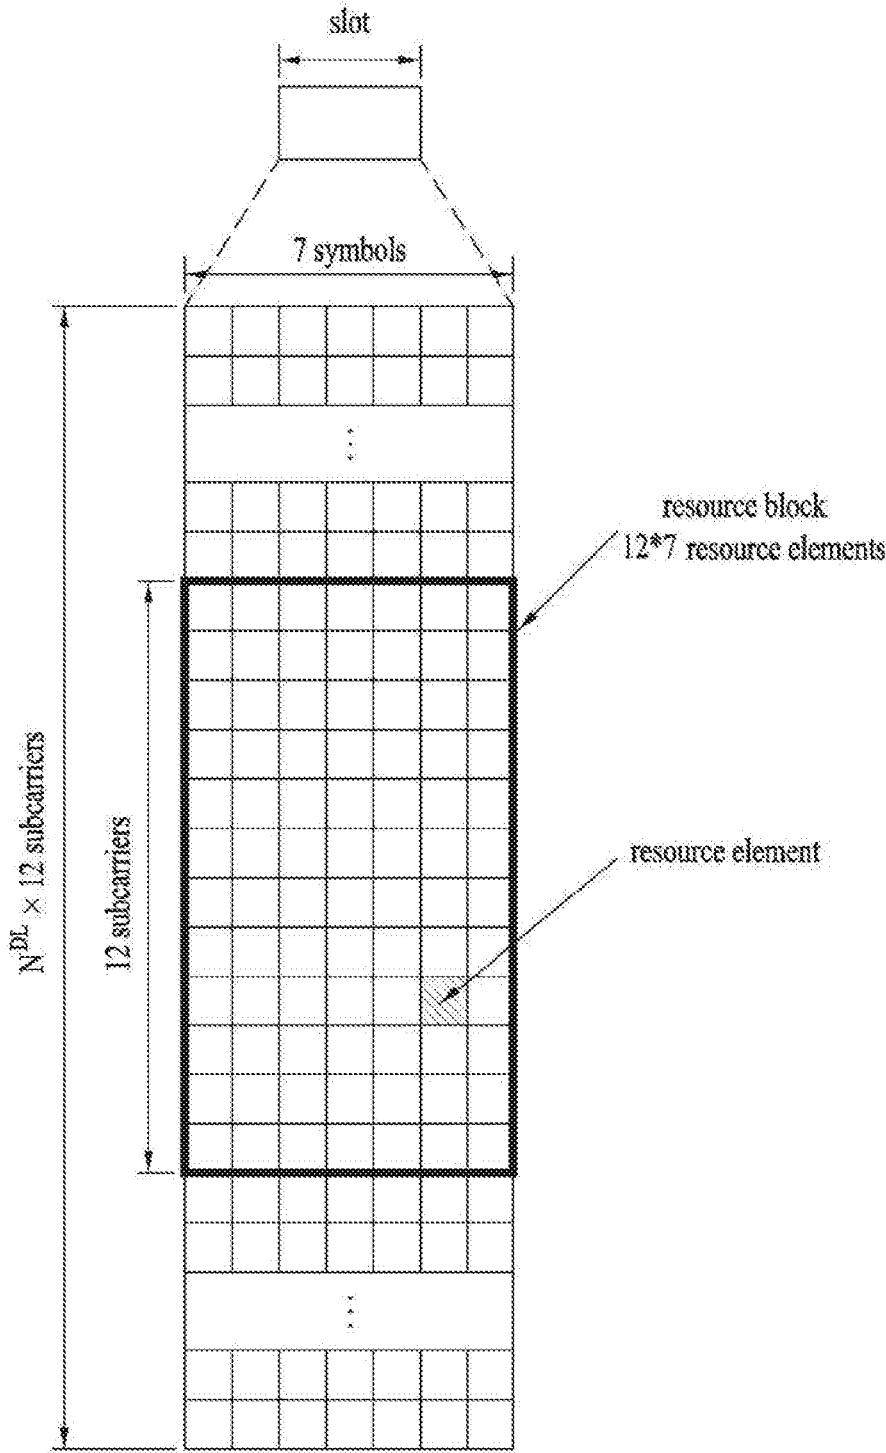 slot
7 symbols
resource block
12*7 resource elements
N^DL × 12 subcarriers
12 subcarriers
resource element